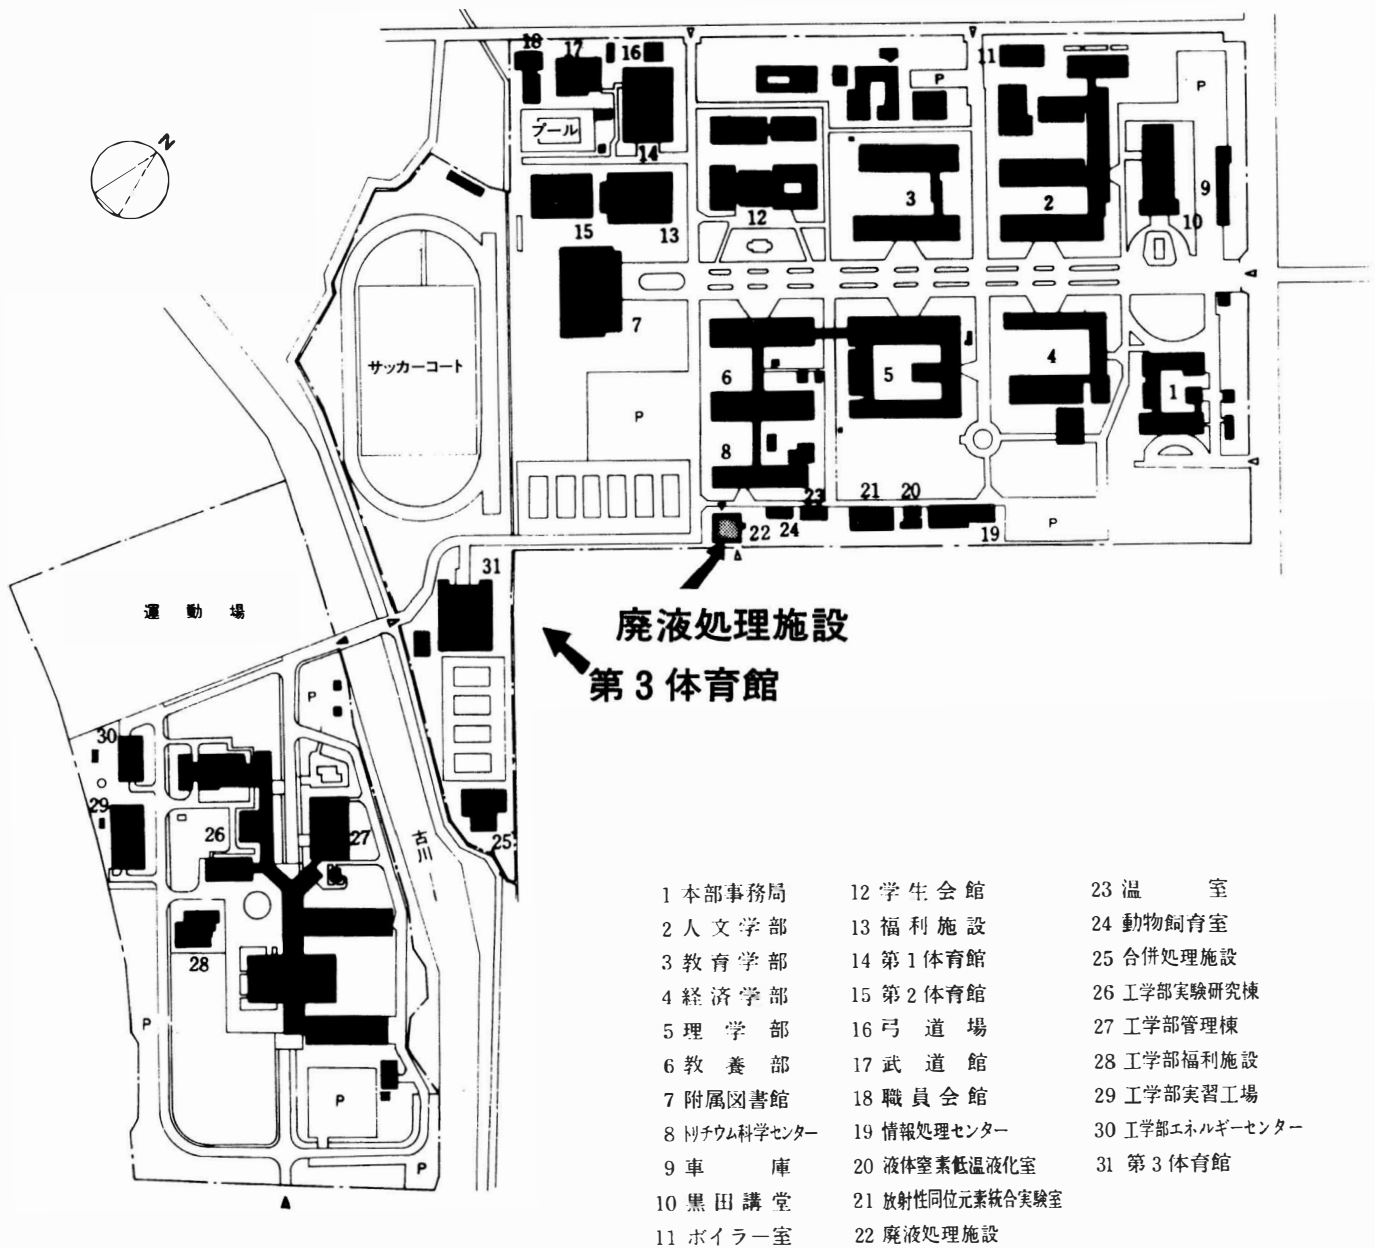 N
18
17
16
プール
14
15
13
12
3
2
11
P
P
9
10
7
サッカーコート
P
6
5
4
1
8
23
21
20
22
24
19
P
31
廃液処理施設
第3体育館
運動場
P
30
29
26
27
古川
25
28
P
P
P
1 本部事務局
2 人文学部
3 教育学部
4 経済学部
5 理学部
6 教養部
7 附属図書館
8 トリチウム科学センター
9 車庫
10 黒田講堂
11 ボイラー室
12 学生会館
13 福利施設
14 第1体育館
15 第2体育館
16 弓道場
17 武道館
18 職員会館
19 情報処理センター
20 液体窒素低温液化室
21 放射性同位元素統合実験室
22 廃液処理施設
23 温室
24 動物飼育室
25 合併処理施設
26 工学部実験研究棟
27 工学部管理棟
28 工学部福利施設
29 工学部実習工場
30 工学部エネルギーセンター
31 第3体育館